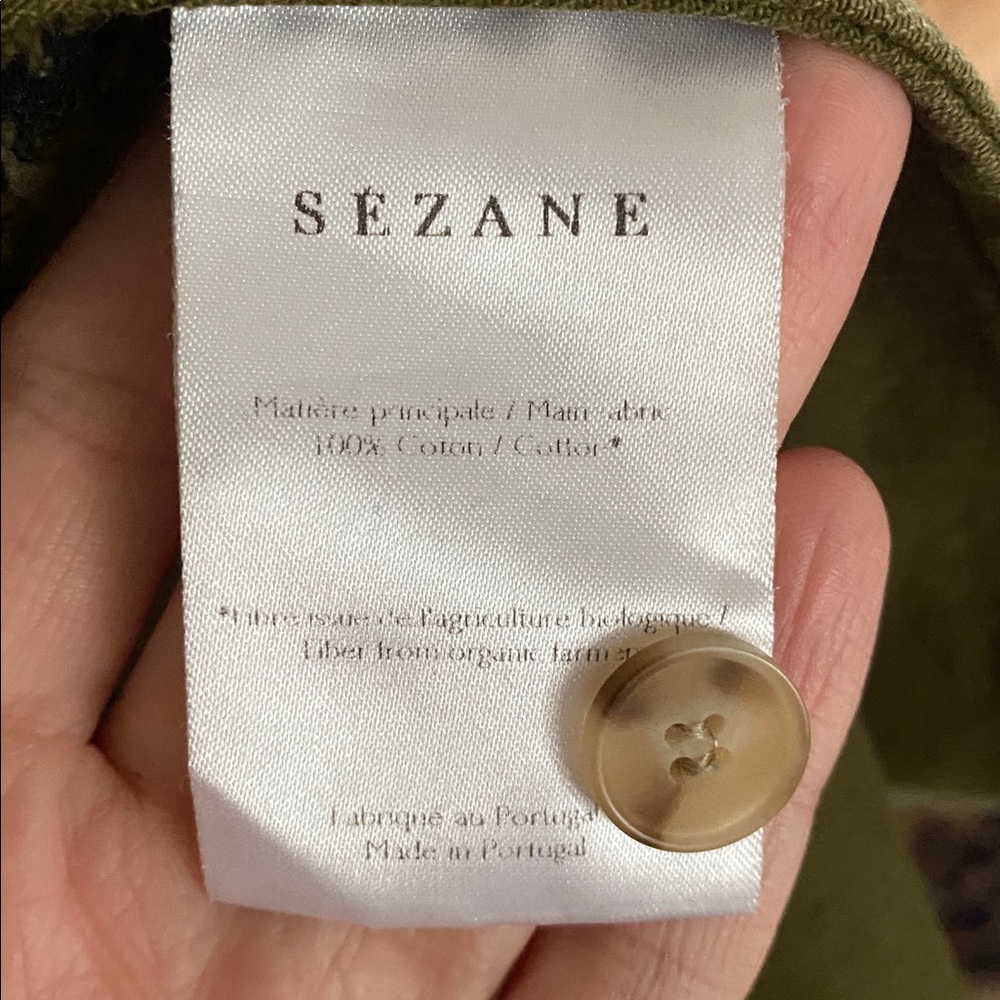 SÉZANE
Matière principale / Main fabric
100% Coton / Cotton*
*Fibre issue de l'agriculture biologique /
Fiber from organic farming
Fabriqué au Portugal
Made in Portugal